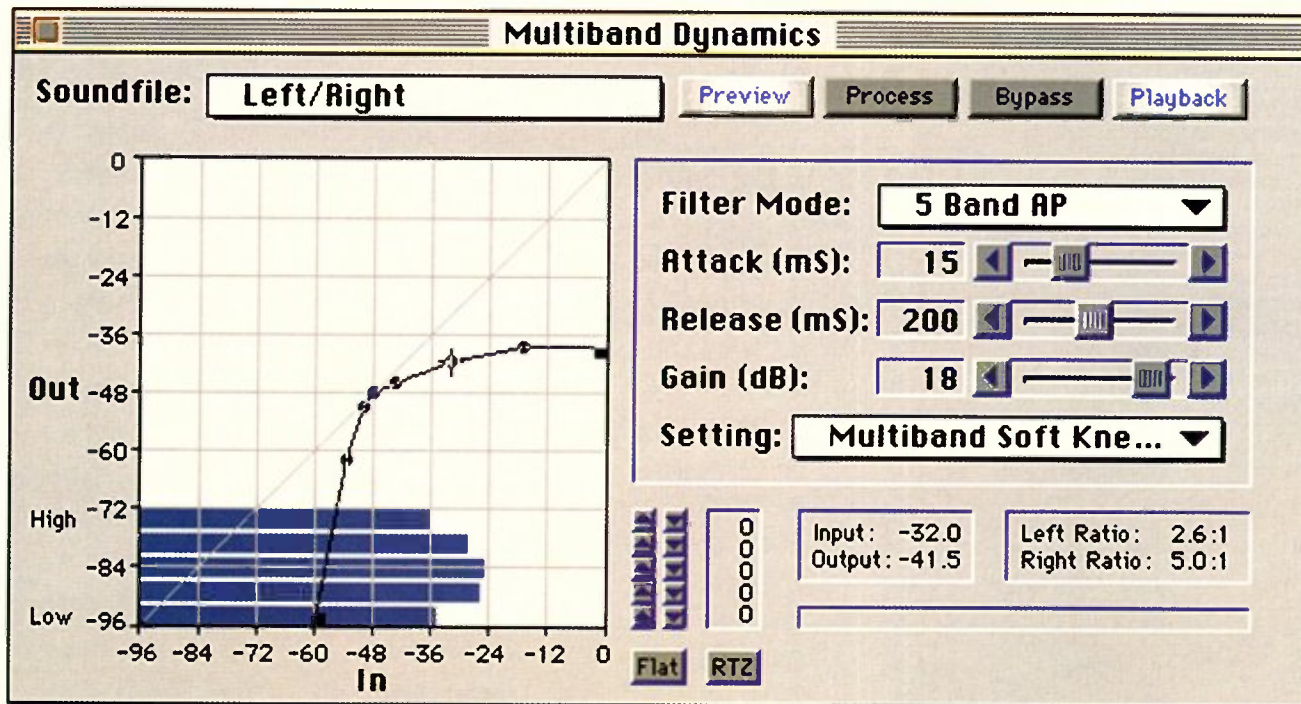 Multiband Dynamics
Soundfile: Left/Right Preview Process Bypass Playback
Filter Mode: 5 Band AP
Attack (mS): 15
Release (mS): 200
Gain (dB): 18
Setting: Multiband Soft Kne...
0
-12
-24
-36
Out -48
-60
-72
High
-84
Low -96
-96 -84 -72 -60 -48 -36 -24 -12 0
In
0
0
0
0
0
Input: -32.0
Output: -41.5
Left Ratio: 2.6:1
Right Ratio: 5.0:1
Flat RTZ